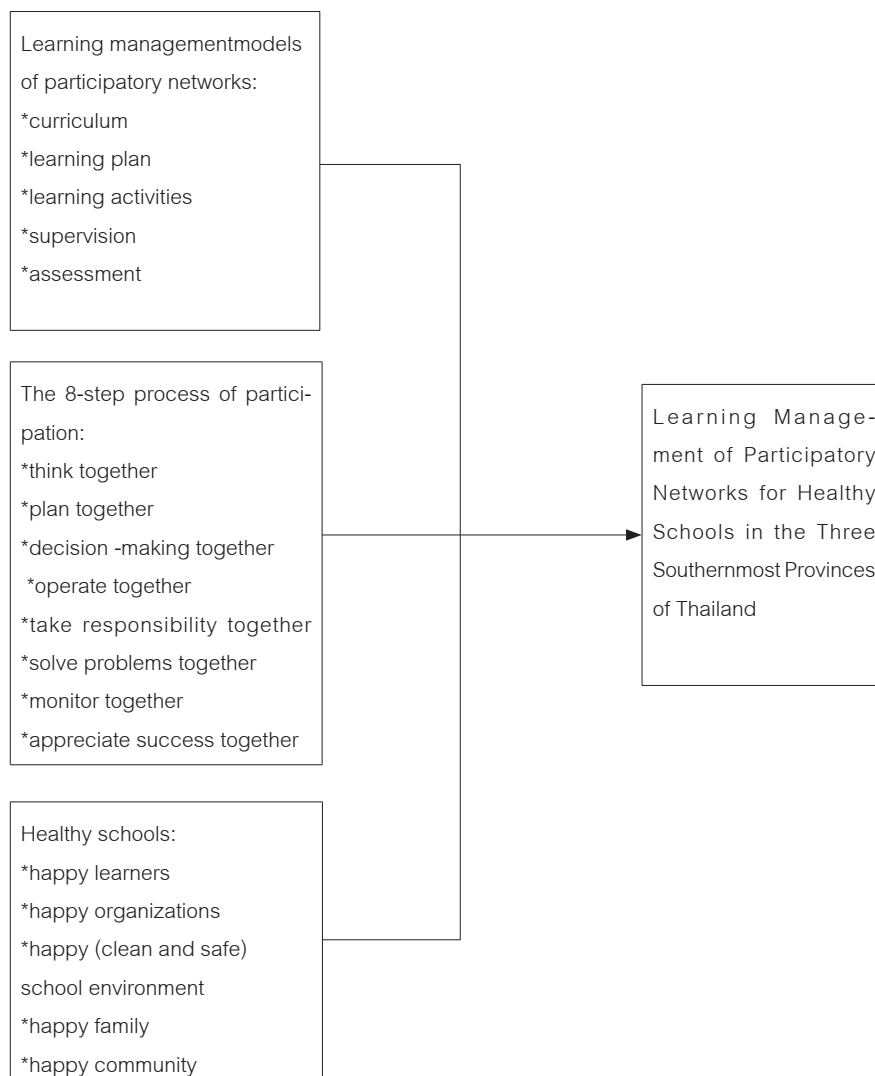 Learning managementmodels
of participatory networks:
*curriculum
*learning plan
*learning activities
*supervision
*assessment
The 8-step process of partici-
pation:
*think together
*plan together
*decision -making together
*operate together
*take responsibility together
*solve problems together
*monitor together
*appreciate success together
Healthy schools:
*happy learners
*happy organizations
*happy (clean and safe)
school environment
*happy family
*happy community
Learning Manage-
ment of Participatory
Networks for Healthy
Schools in the Three
Southernmost Provinces
of Thailand